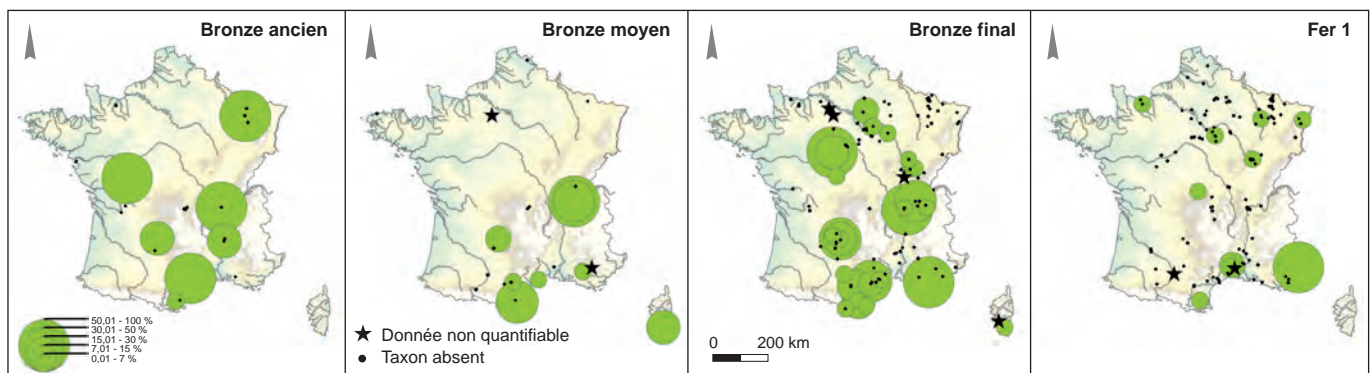 Bronze ancien
Bronze moyen
Bronze final
Fer 1
50,01 - 100 %
30,01 - 50 %
15,01 - 30 %
7,01 - 15 %
0,01 - 7 %
★ Donnée non quantifiable
• Taxon absent
0 200 km